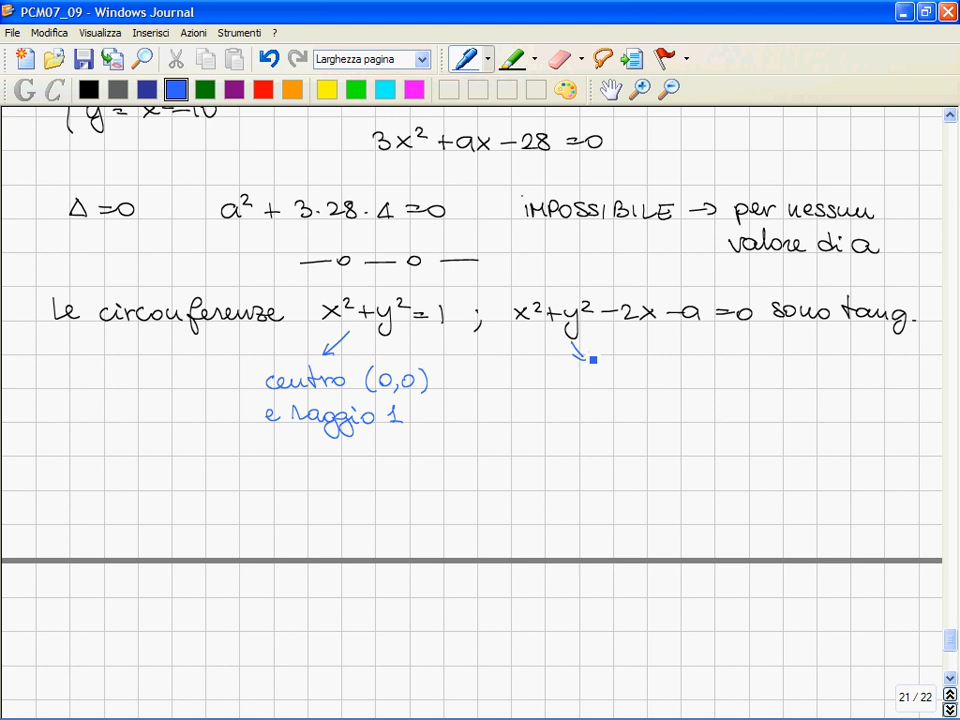 PCM07_09 - Windows Journal
File Modifica Visualizza Inserisci Azioni Strumenti ?
Larghezza pagina
G C
{ y = x - 10
3x² + ax - 28 = 0
Δ = 0 a² + 3·28·4 = 0 IMPOSSIBILE → per nessun
valore di a
— o — o —
Le circonferenze x² + y² = 1 ; x² + y² - 2x - a = 0 sono tang.
centro (0,0)
e raggio 1
21 / 22